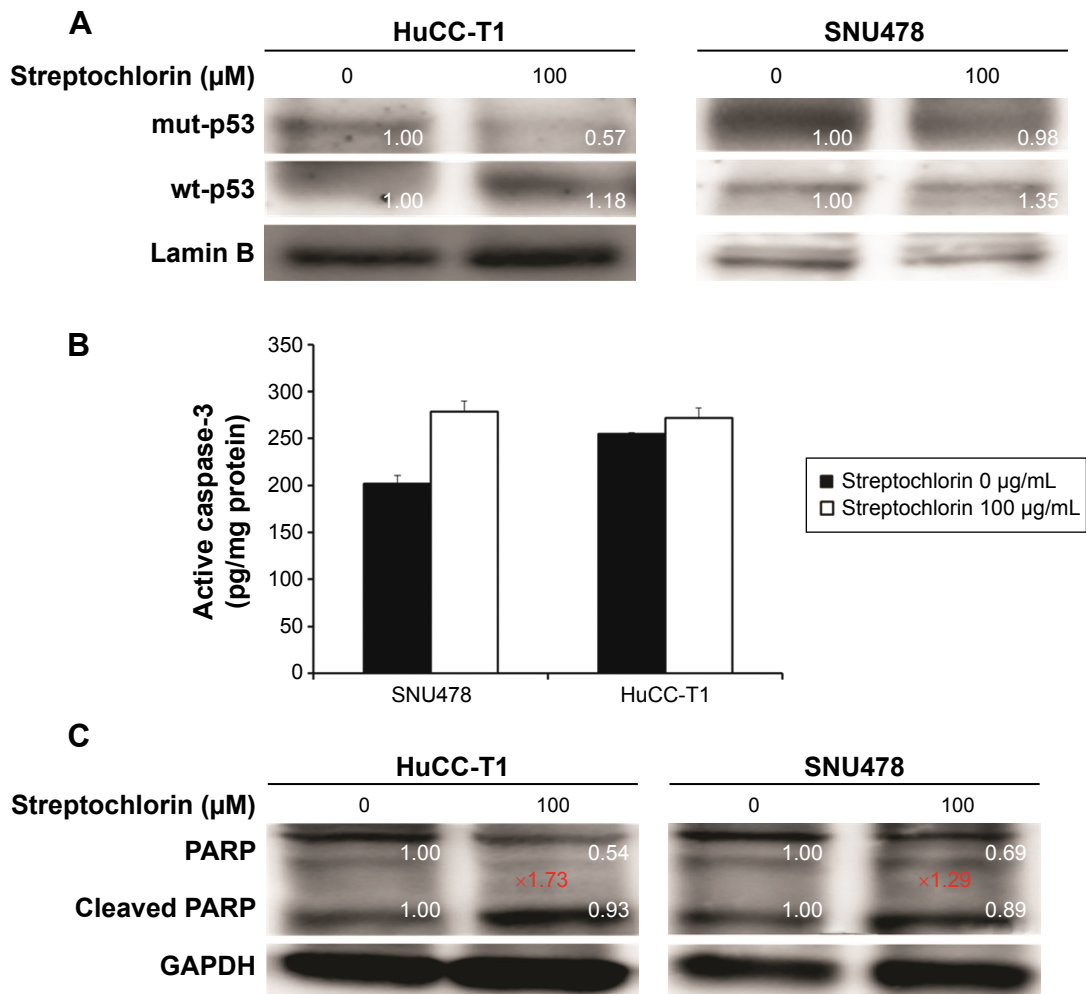 A
HuCC-T1 SNU478
Streptochlorin (µM) 0 100 0 100
mut-p53 1.00 0.57 1.00 0.98
wt-p53 1.00 1.18 1.00 1.35
Lamin B
B
350
300
250
200
150
100
50
0
Active caspase-3
(pg/mg protein)
SNU478 HuCC-T1
Streptochlorin 0 µg/mL
Streptochlorin 100 µg/mL
C
HuCC-T1 SNU478
Streptochlorin (µM) 0 100 0 100
PARP 1.00 0.54 1.00 0.69
×1.73 ×1.29
Cleaved PARP 1.00 0.93 1.00 0.89
GAPDH